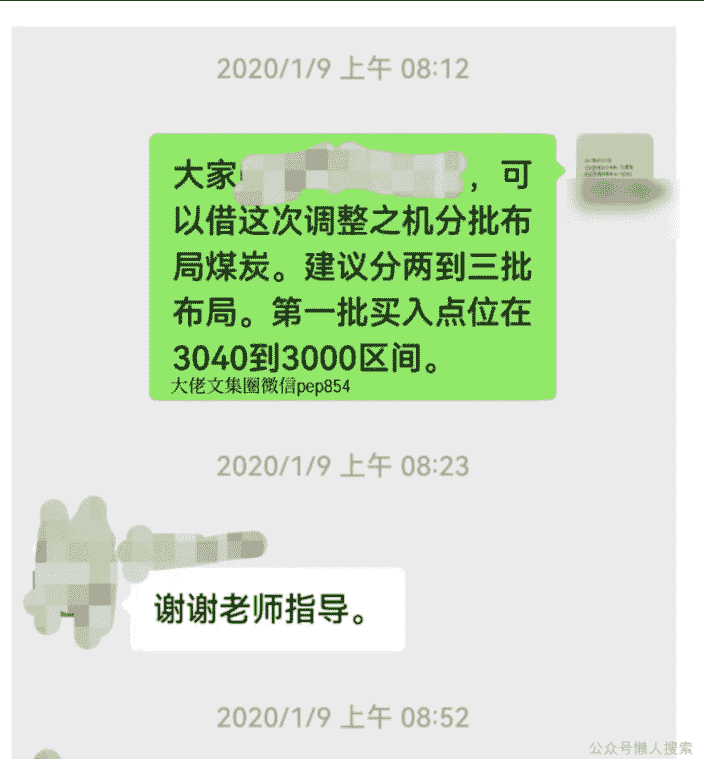 2020/1/9 上午 08:12
大家，可
以借这次调整之机分批布
局煤炭。建议分两到三批
布局。第一批买入点位在
3040到3000区间。
大佬文集圈微信pep854
2020/1/9 上午 08:23
谢谢老师指导。
2020/1/9 上午 08:52
公众号懒人搜索